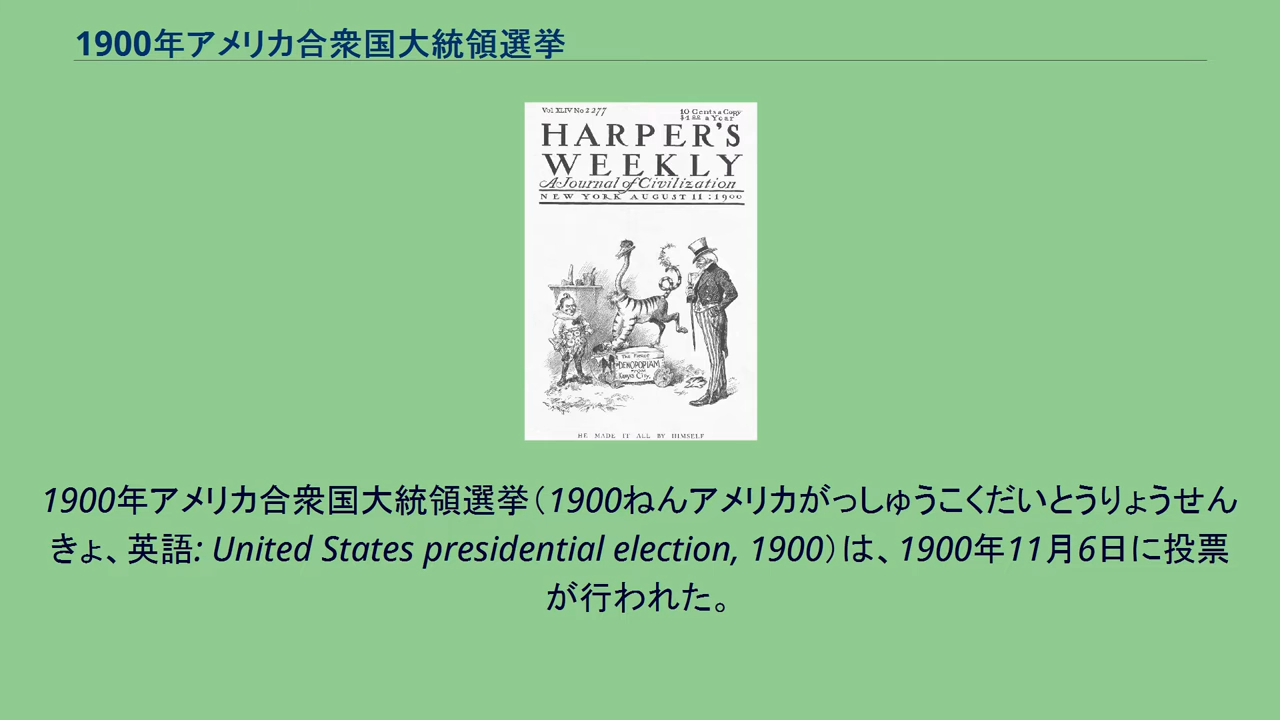 1900年アメリカ合衆国大統領選挙
Vol XLIV No 2277
10 Cents a Copy
a Year
HARPER'S
WEEKLY
A Journal of Civilization
NEW YORK AUGUST 11 : 1900
The Fierce
DEMOPOPIAM
Kansas City.
HE MADE IT ALL BY HIMSELF
1900年アメリカ合衆国大統領選挙（1900ねんアメリカがっしゅうこくだいとうりょうせん
きょ、英語: United States presidential election, 1900）は、1900年11月6日に投票
が行われた。